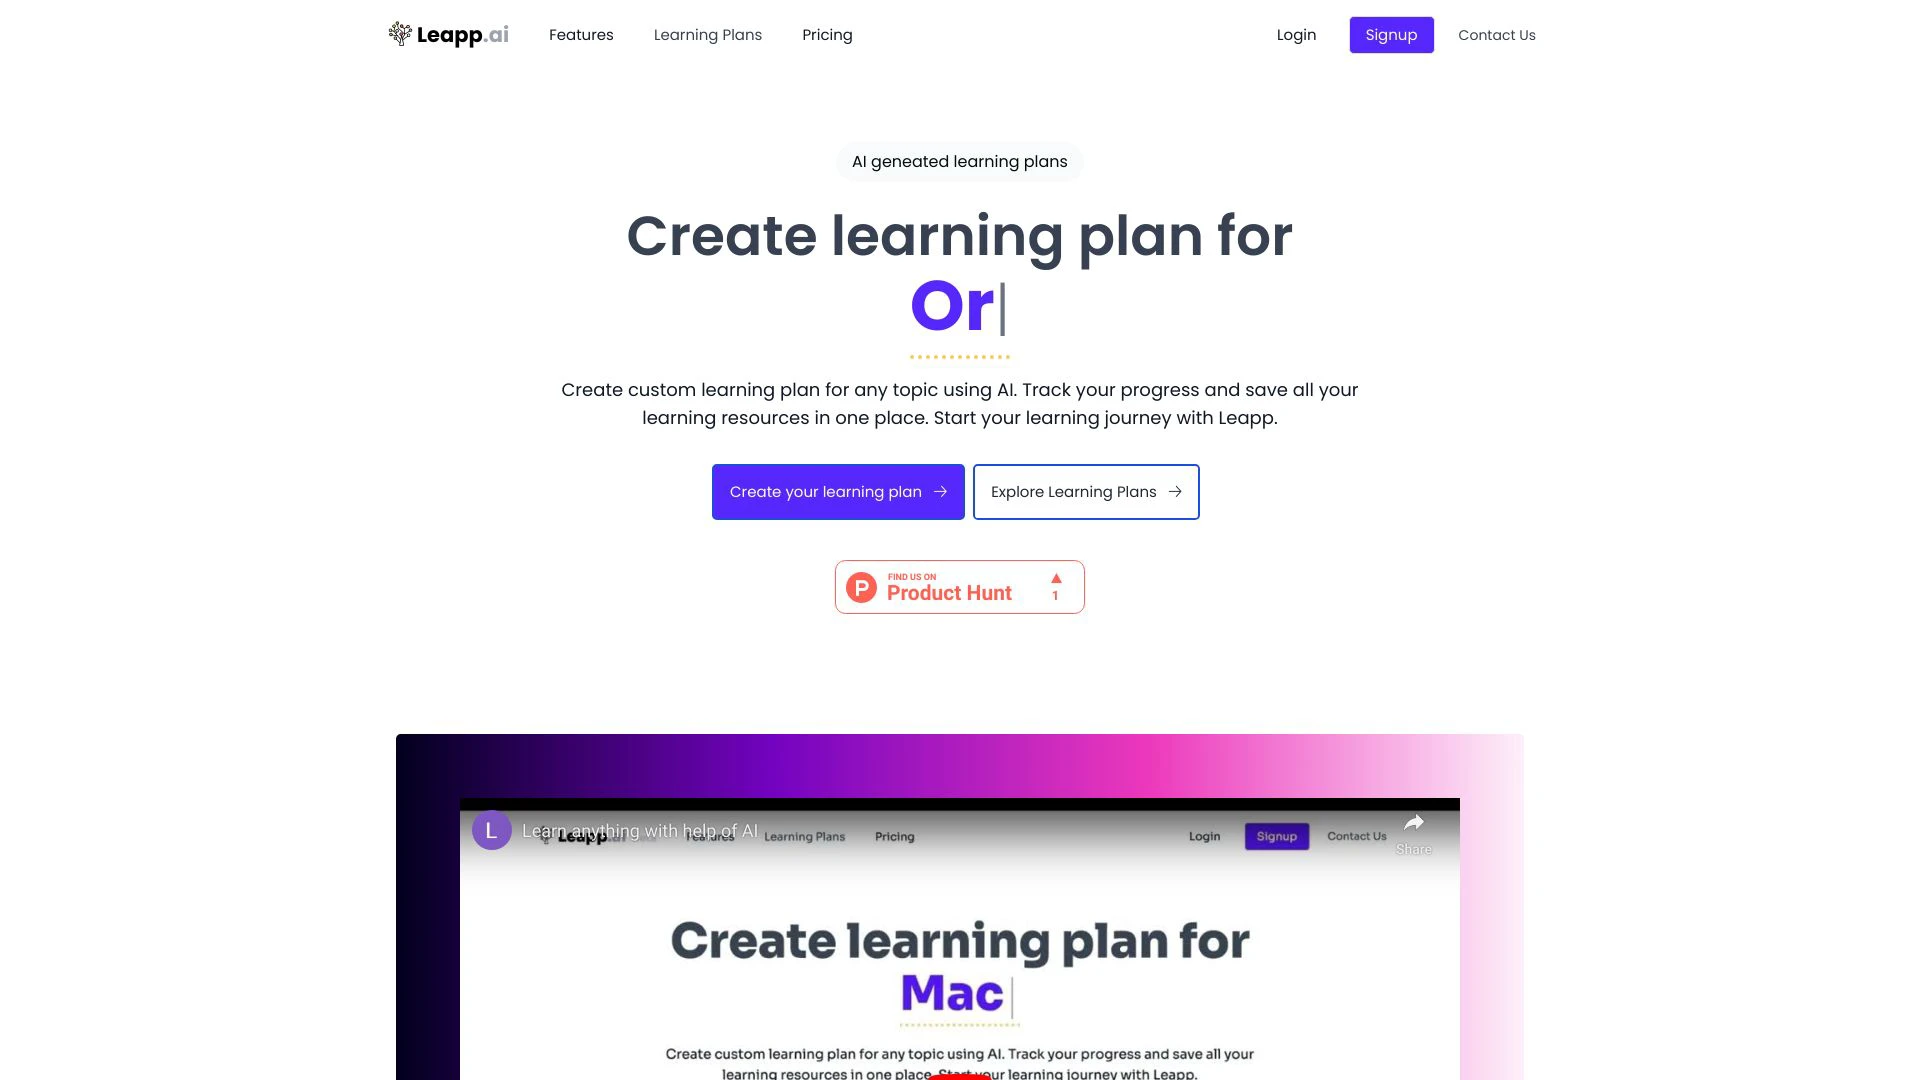 Leapp.ai Features Learning Plans Pricing Login Signup Contact Us
AI geneated learning plans
Create learning plan for
Or
Create custom learning plan for any topic using AI. Track your progress and save all your
learning resources in one place. Start your learning journey with Leapp.
Create your learning plan → Explore Learning Plans →
FIND US ON
Product Hunt
1
L Learn anything with help of AI
Leapp.ai Features Learning Plans Pricing Login Signup Contact Us
Share
Create learning plan for
Mac
Create custom learning plan for any topic using AI. Track your progress and save all your
learning resources in one place. Start your learning journey with Leapp.